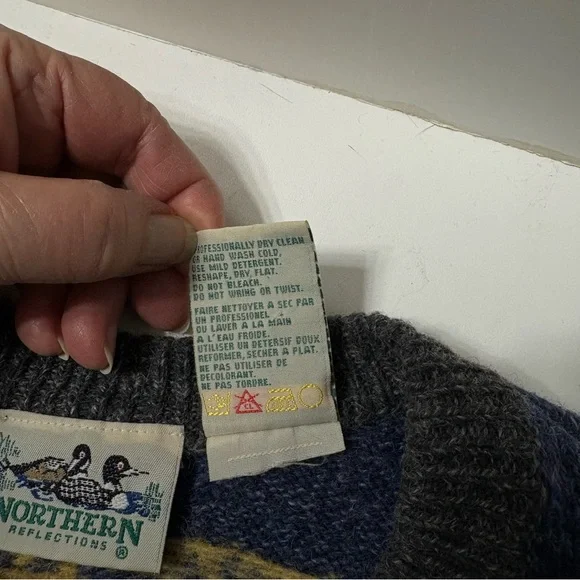 PROFESSIONALLY DRY CLEAN
OR HAND WASH COLD,
USE MILD DETERGENT.
RESHAPE, DRY, FLAT.
DO NOT BLEACH.
DO NOT WRING OR TWIST.
FAIRE NETTOYER A SEC PAR
UN PROFESSIONEL
OU LAVER A LA MAIN
A L'EAU FROIDE.
UTILISER UN DETERSIF DOUX
REFORMER, SECHER A PLAT.
NE PAS UTILISER DE
DECOLORANT.
NE PAS TORDRE.
CL
NORTHERN
REFLECTIONS ®